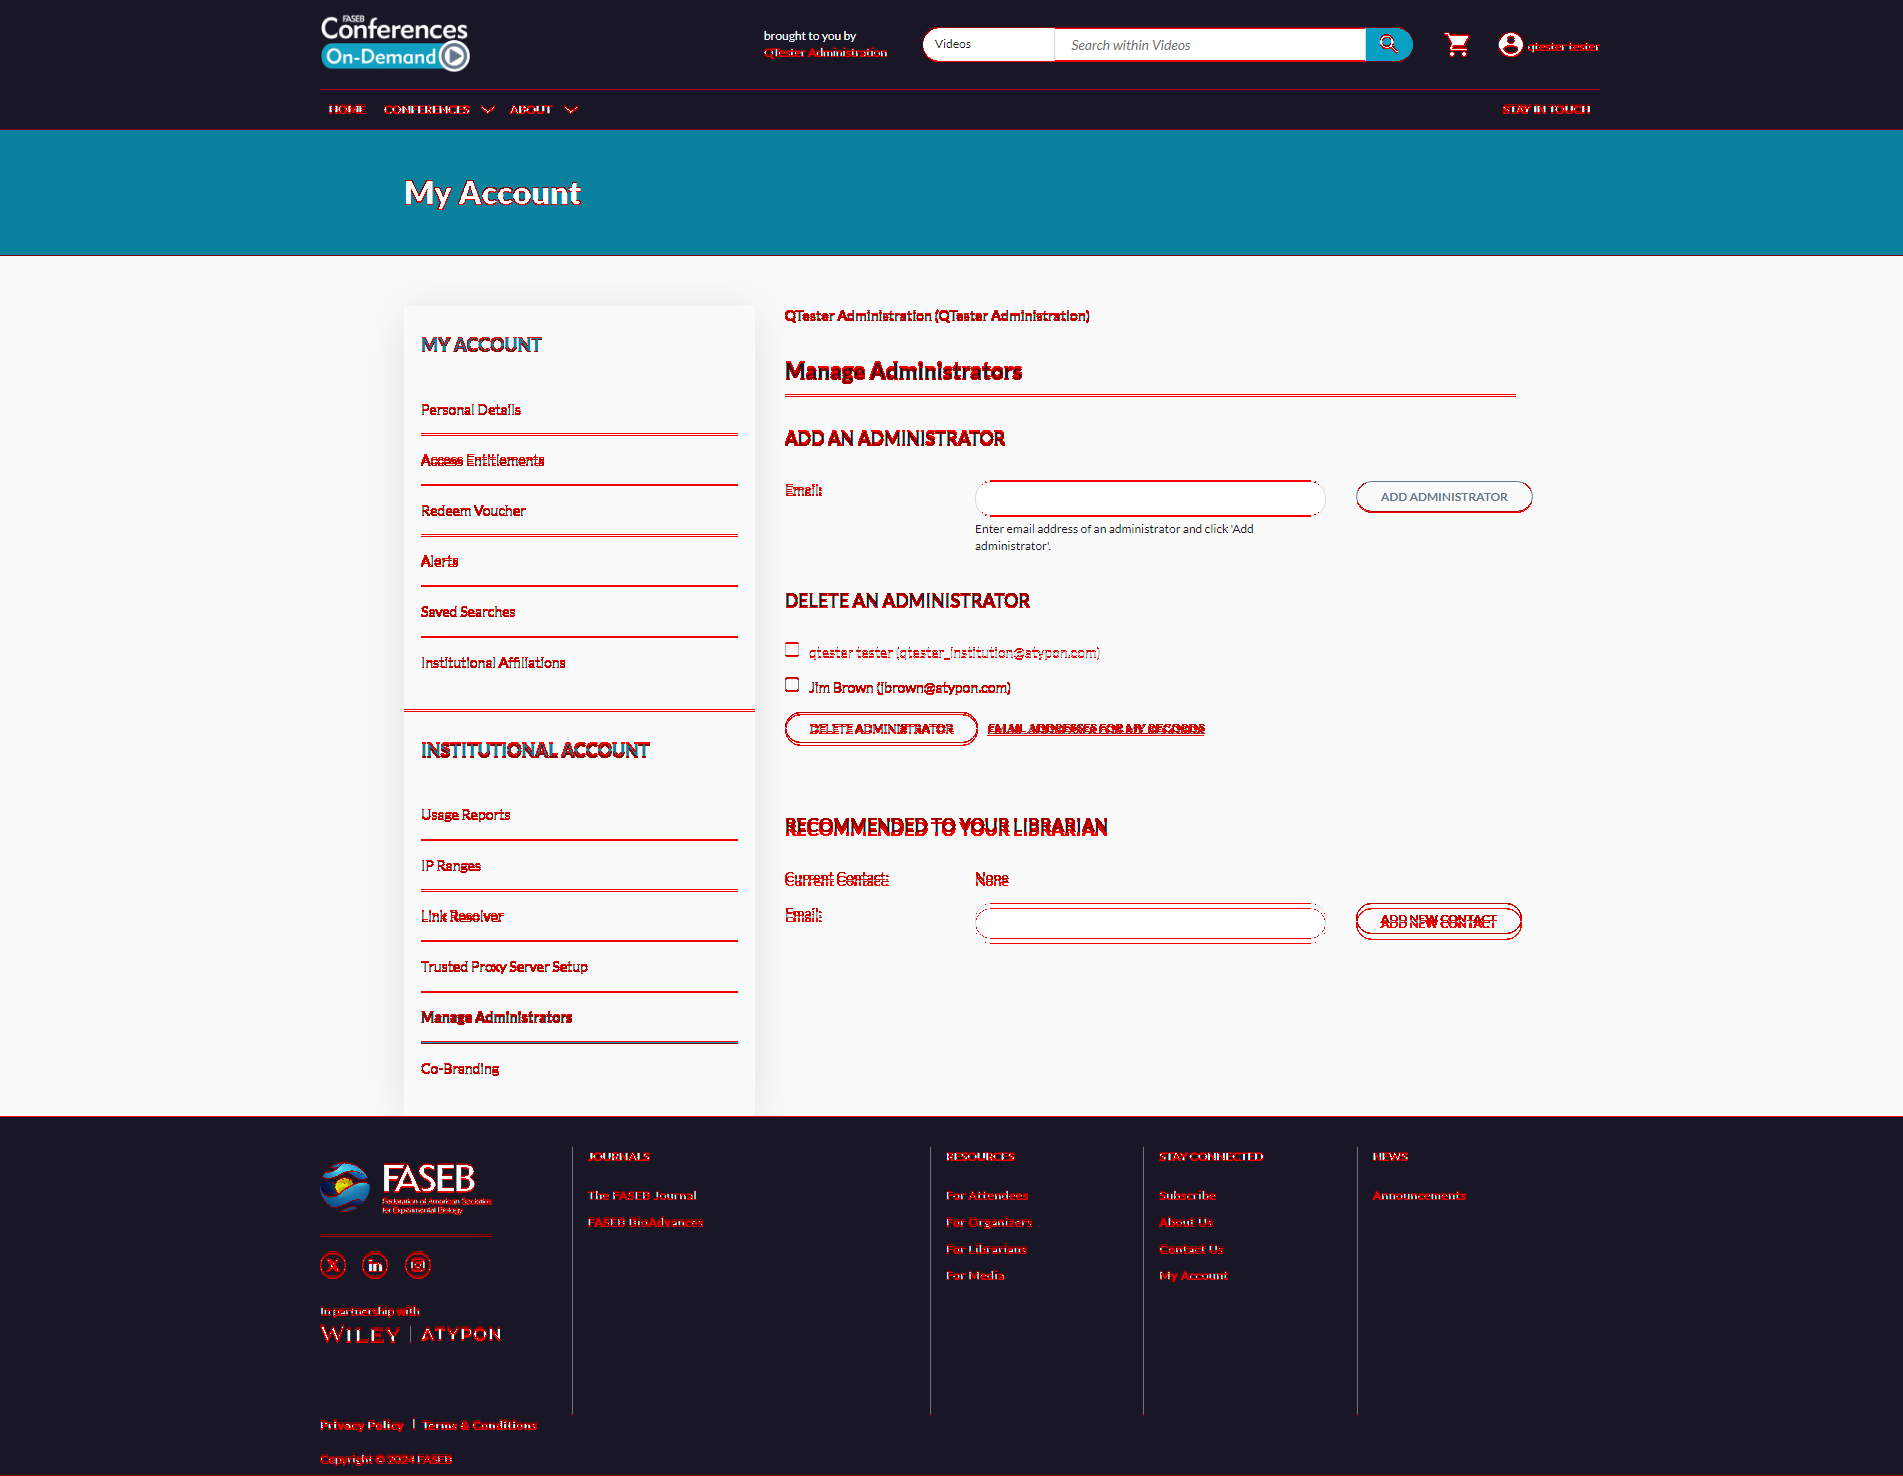 FASEB
Conferences
On-Demand
brought to you by
QTester Administration
Videos
Search within Videos
qtester tester
HOME
CONFERENCES
ABOUT
STAY IN TOUCH
My Account
MY ACCOUNT
Personal Details
Access Entitlements
Redeem Voucher
Alerts
Saved Searches
Institutional Affiliations
INSTITUTIONAL ACCOUNT
Usage Reports
IP Ranges
Link Resolver
Trusted Proxy Server Setup
Manage Administrators
Co-Branding
QTester Administration (QTester Administration)
Manage Administrators
ADD AN ADMINISTRATOR
Email:
ADD ADMINISTRATOR
Enter email address of an administrator and click 'Add
administrator'.
DELETE AN ADMINISTRATOR
qtester tester (qtester_institution@atypon.com)
Jim Brown (jbrown@atypon.com)
DELETE ADMINISTRATOR
EMAIL ADDRESSES FOR MY RECORDS
RECOMMENDED TO YOUR LIBRARIAN
Current Contact:
None
Email:
ADD NEW CONTACT
FASEB
Federation of American Societies
for Experimental Biology
in
In partnership with
WILEY | ATYPON
JOURNALS
The FASEB Journal
FASEB BioAdvances
RESOURCES
For Attendees
For Organizers
For Librarians
For Media
STAY CONNECTED
Subscribe
About Us
Contact Us
My Account
NEWS
Announcements
Privacy Policy | Terms & Conditions
Copyright © 2024 FASEB